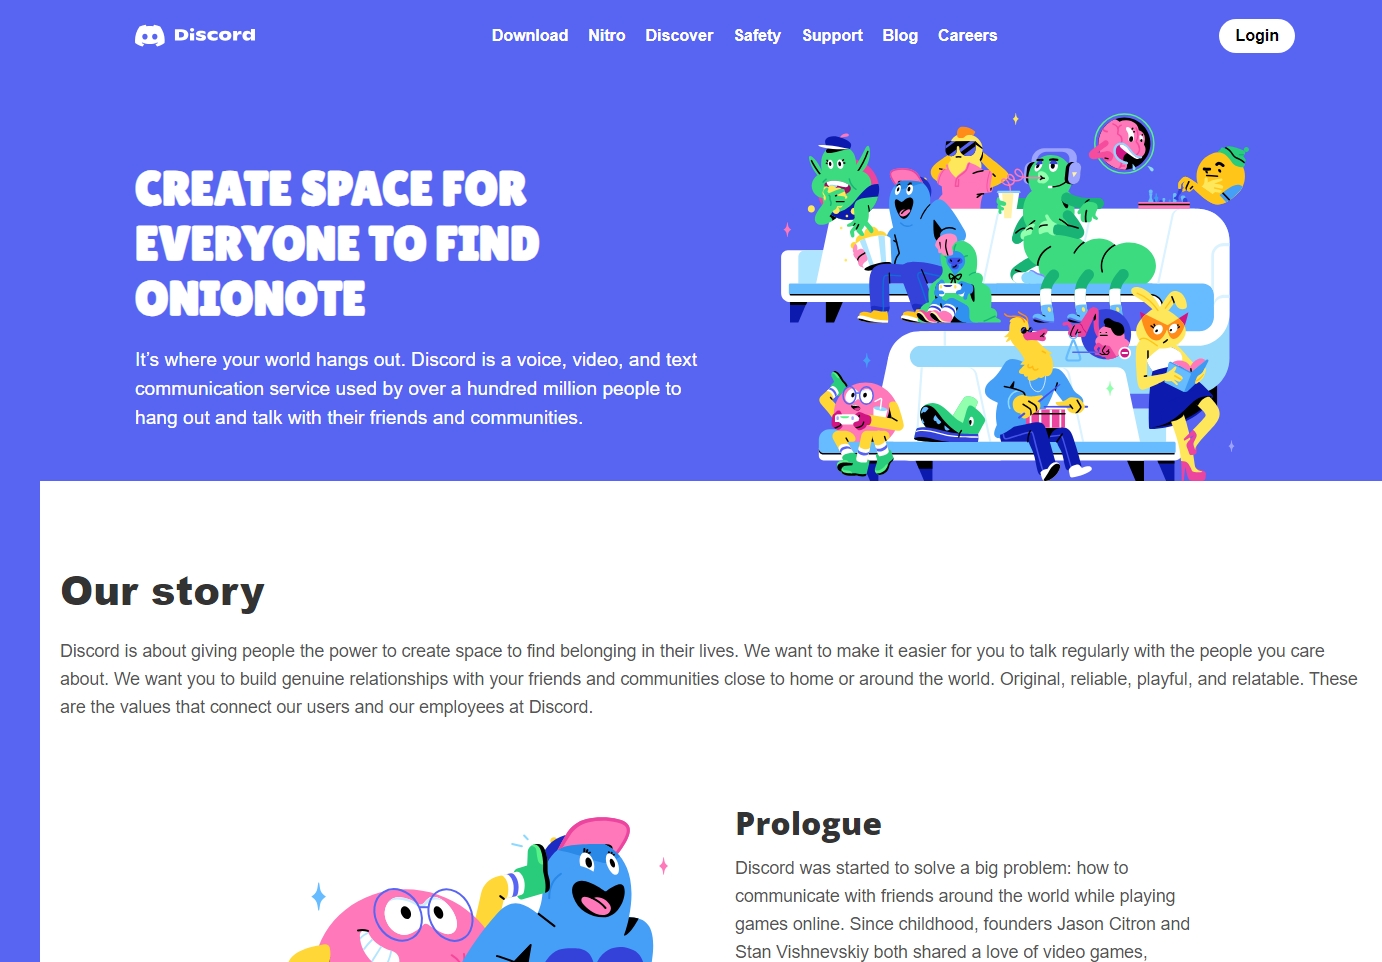 Discord
Download Nitro Discover Safety Support Blog Careers
Login
CREATE SPACE FOR
EVERYONE TO FIND
ONIONOTE
It’s where your world hangs out. Discord is a voice, video, and text
communication service used by over a hundred million people to
hang out and talk with their friends and communities.
Our story
Discord is about giving people the power to create space to find belonging in their lives. We want to make it easier for you to talk regularly with the people you care
about. We want you to build genuine relationships with your friends and communities close to home or around the world. Original, reliable, playful, and relatable. These
are the values that connect our users and our employees at Discord.
Prologue
Discord was started to solve a big problem: how to
communicate with friends around the world while playing
games online. Since childhood, founders Jason Citron and
Stan Vishnevskiy both shared a love of video games,